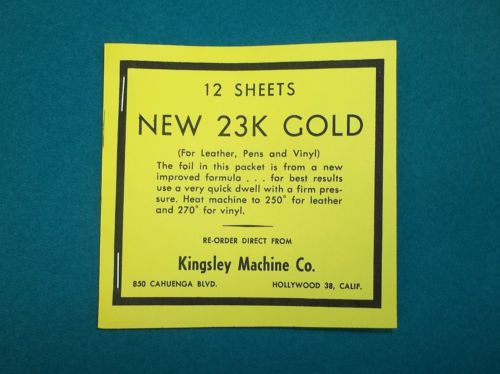 12 SHEETS
NEW 23K GOLD
(For Leather, Pens and Vinyl)
The foil in this packet is from a new
improved formula . . . for best results
use a very quick dwell with a firm pres-
sure. Heat machine to 250° for leather
and 270° for vinyl.
RE-ORDER DIRECT FROM
Kingsley Machine Co.
850 CAHUENGA BLVD. HOLLYWOOD 38, CALIF.